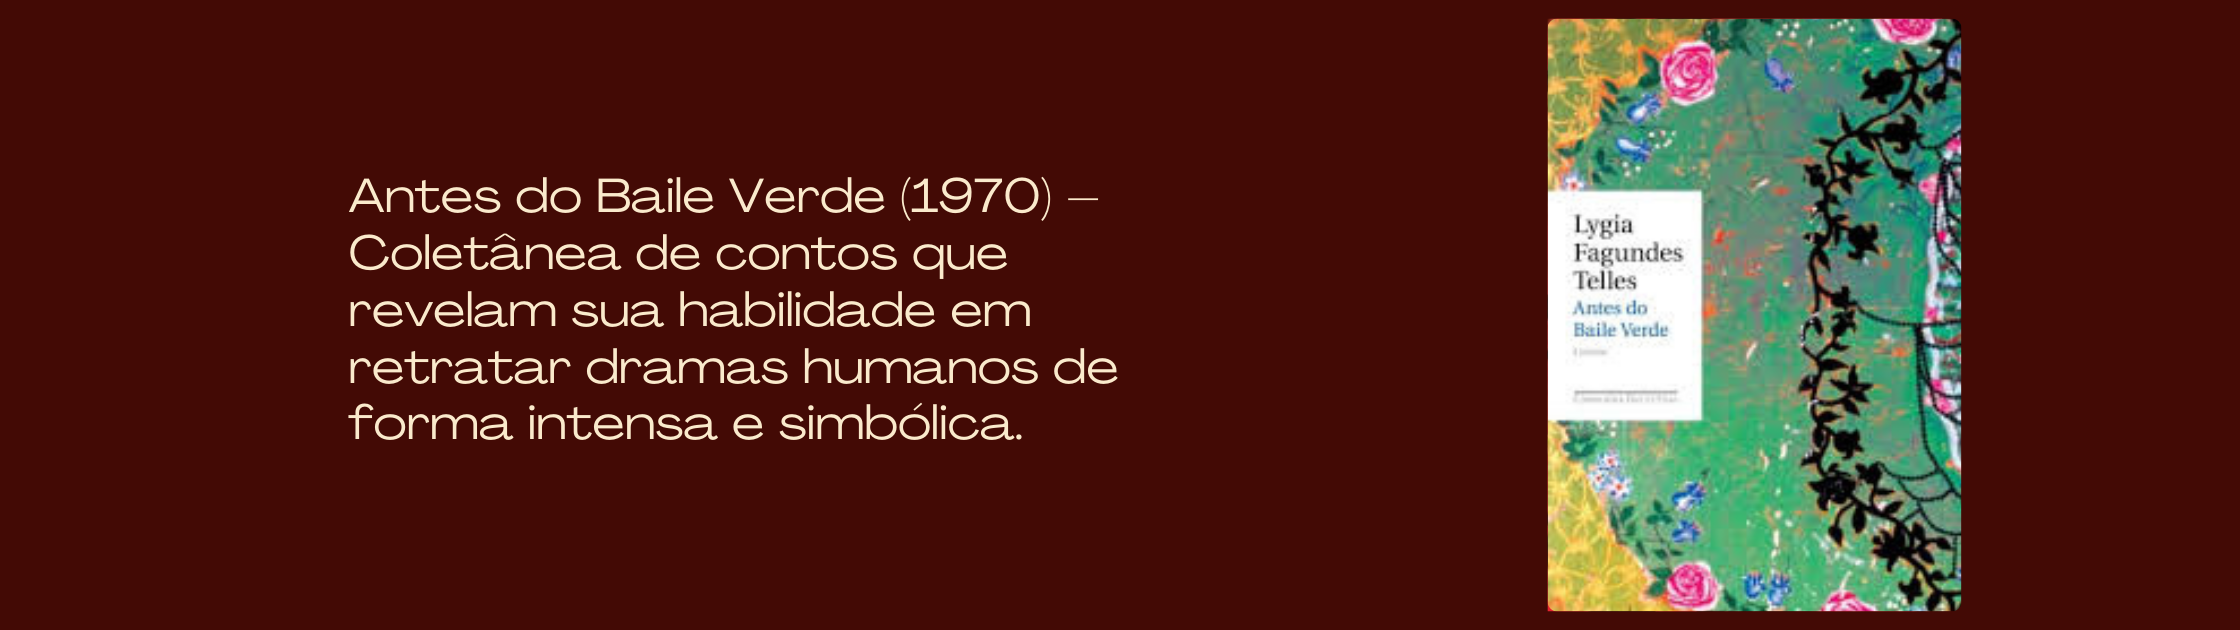 Antes do Baile Verde (1970) –
Coletânea de contos que
revelam sua habilidade em
retratar dramas humanos de
forma intensa e simbólica.
Lygia
Fagundes
Telles
Antes do
Baile Verde